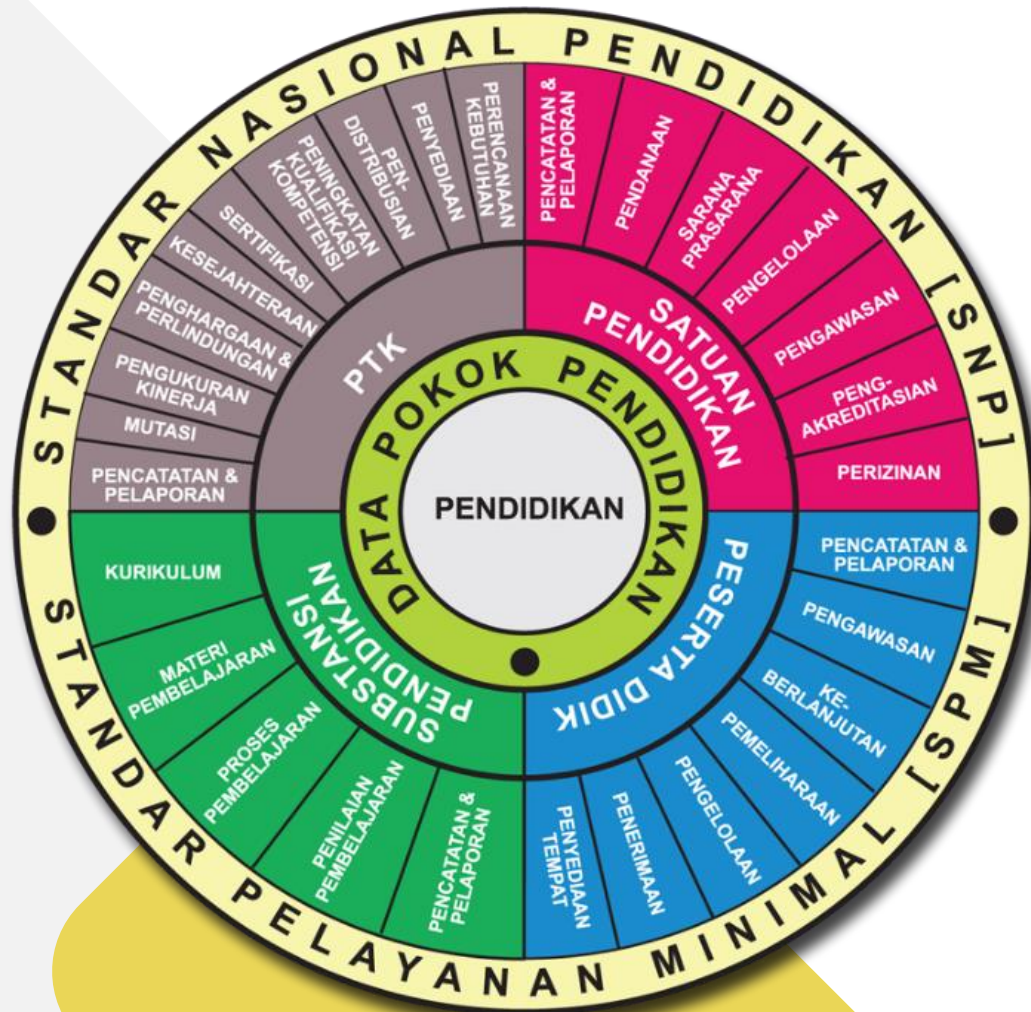 STANDAR NASIONAL PENDIDIKAN [SNP]
STANDAR PELAYANAN MINIMAL [SPM]
DATA POKOK PENDIDIKAN
PENDIDIKAN
PTK
PENCATATAN &
PELAPORAN
MUTASI
PENGUKURAN
KINERJA
PENGHARGAAN &
PERLINDUNGAN
KESEJAHTERAAN
SERTIFIKASI
PENINGKATAN
KUALIFIKASI
KOMPETENSI
PEN-
DISTRIBUSIAN
PENYEDIAAN
PERENCANAAN
KEBUTUHAN
SATUAN
PENDIDIKAN
PENCATATAN &
PELAPORAN
PENDANAAN
SARANA
PRASARANA
PENGELOLAAN
PENGAWASAN
PENG-
AKREDITASIAN
PERIZINAN
PESERTA DIDIK
PENCATATAN &
PELAPORAN
PENGAWASAN
KE-
BERLANJUTAN
PEMELIHARAAN
PENGELOLAAN
PENERIMAAN
PENYEDIAAN
TEMPAT
SUBSTANSI
PENDIDIKAN
PENCATATAN &
PELAPORAN
PENILAIAN
PEMBELAJARAN
PROSES
PEMBELAJARAN
MATERI
PEMBELAJARAN
KURIKULUM